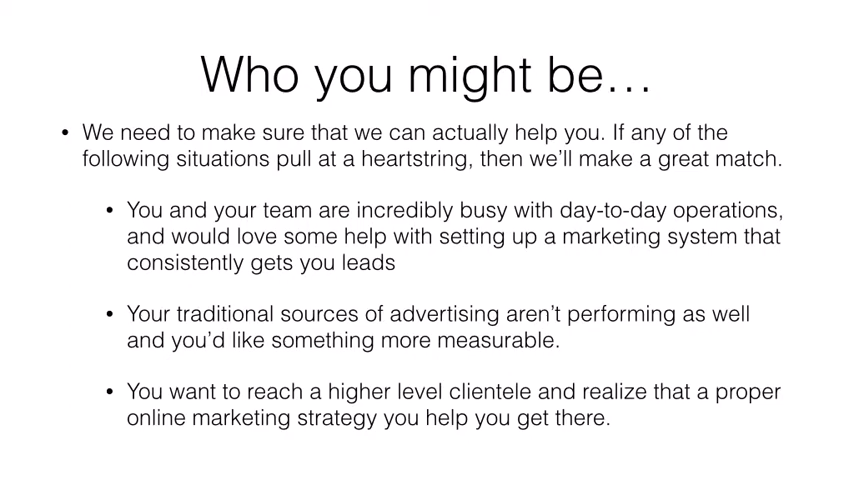 Who you might be…
• We need to make sure that we can actually help you. If any of the
following situations pull at a heartstring, then we'll make a great match.
• You and your team are incredibly busy with day-to-day operations,
and would love some help with setting up a marketing system that
consistently gets you leads
• Your traditional sources of advertising aren't performing as well
and you'd like something more measurable.
• You want to reach a higher level clientele and realize that a proper
online marketing strategy you help you get there.